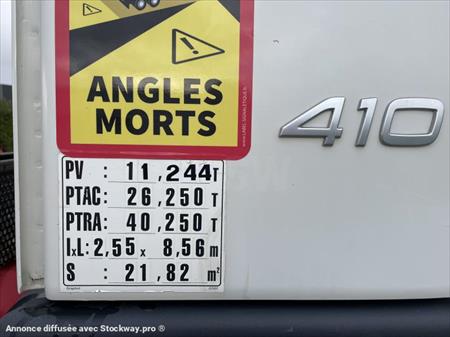 ANGLES
MORTS
410
PV : 11,244 T
PTAC: 26,250 T
PTRA: 40,250 T
IxL: 2,55 x 8,56 m
S : 21,82 m²
Annonce diffusée avec Stockway.pro ®